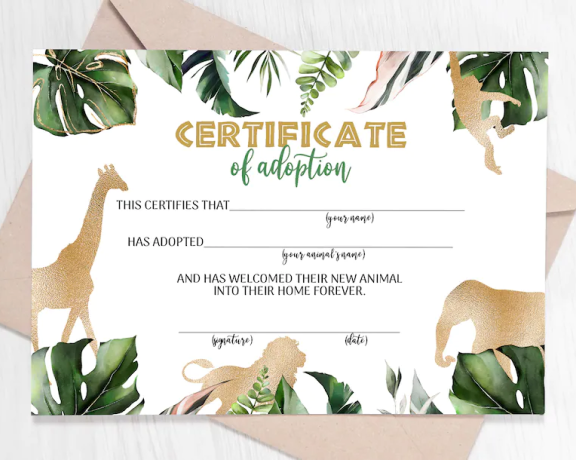 CERTIFICATE
of adoption
THIS CERTIFIES THAT
(your name)
HAS ADOPTED
(your animal's name)
AND HAS WELCOMED THEIR NEW ANIMAL
INTO THEIR HOME FOREVER.
(signature) (date)